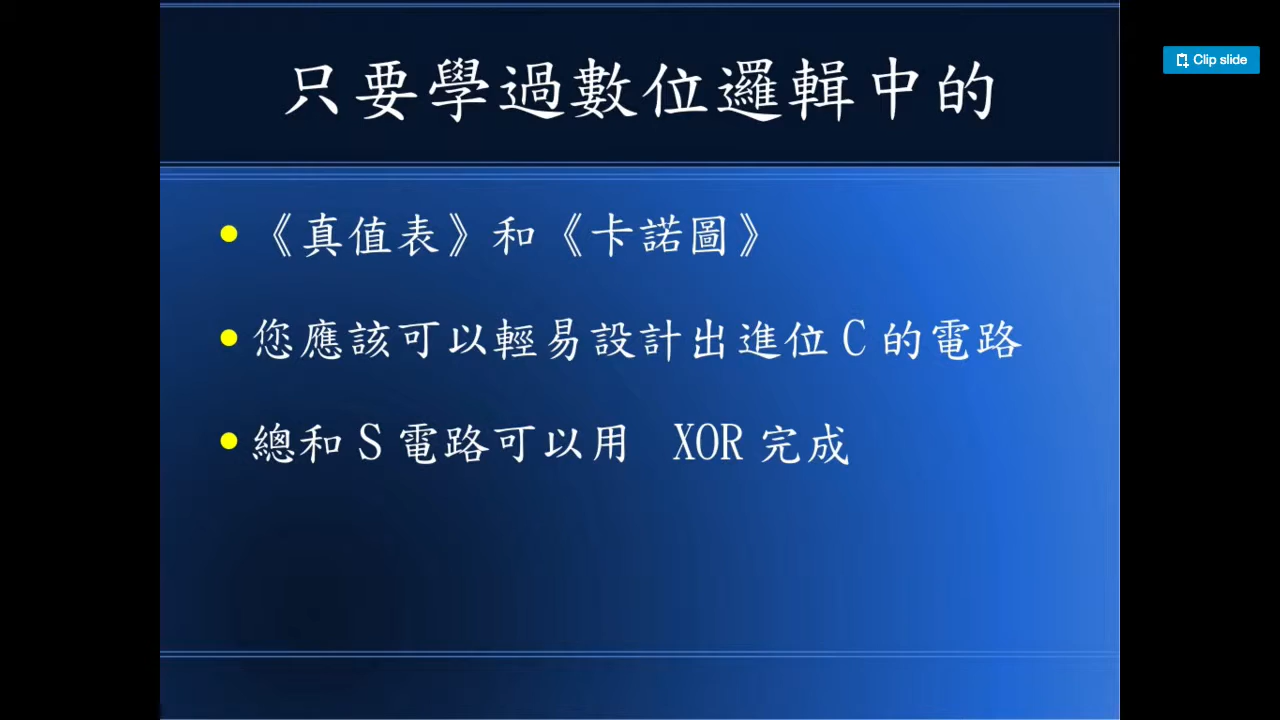 只要學過數位邏輯中的
Clip slide
《真值表》和《卡諾圖》
您應該可以輕易設計出進位 C 的電路
總和 S 電路可以用 XOR 完成